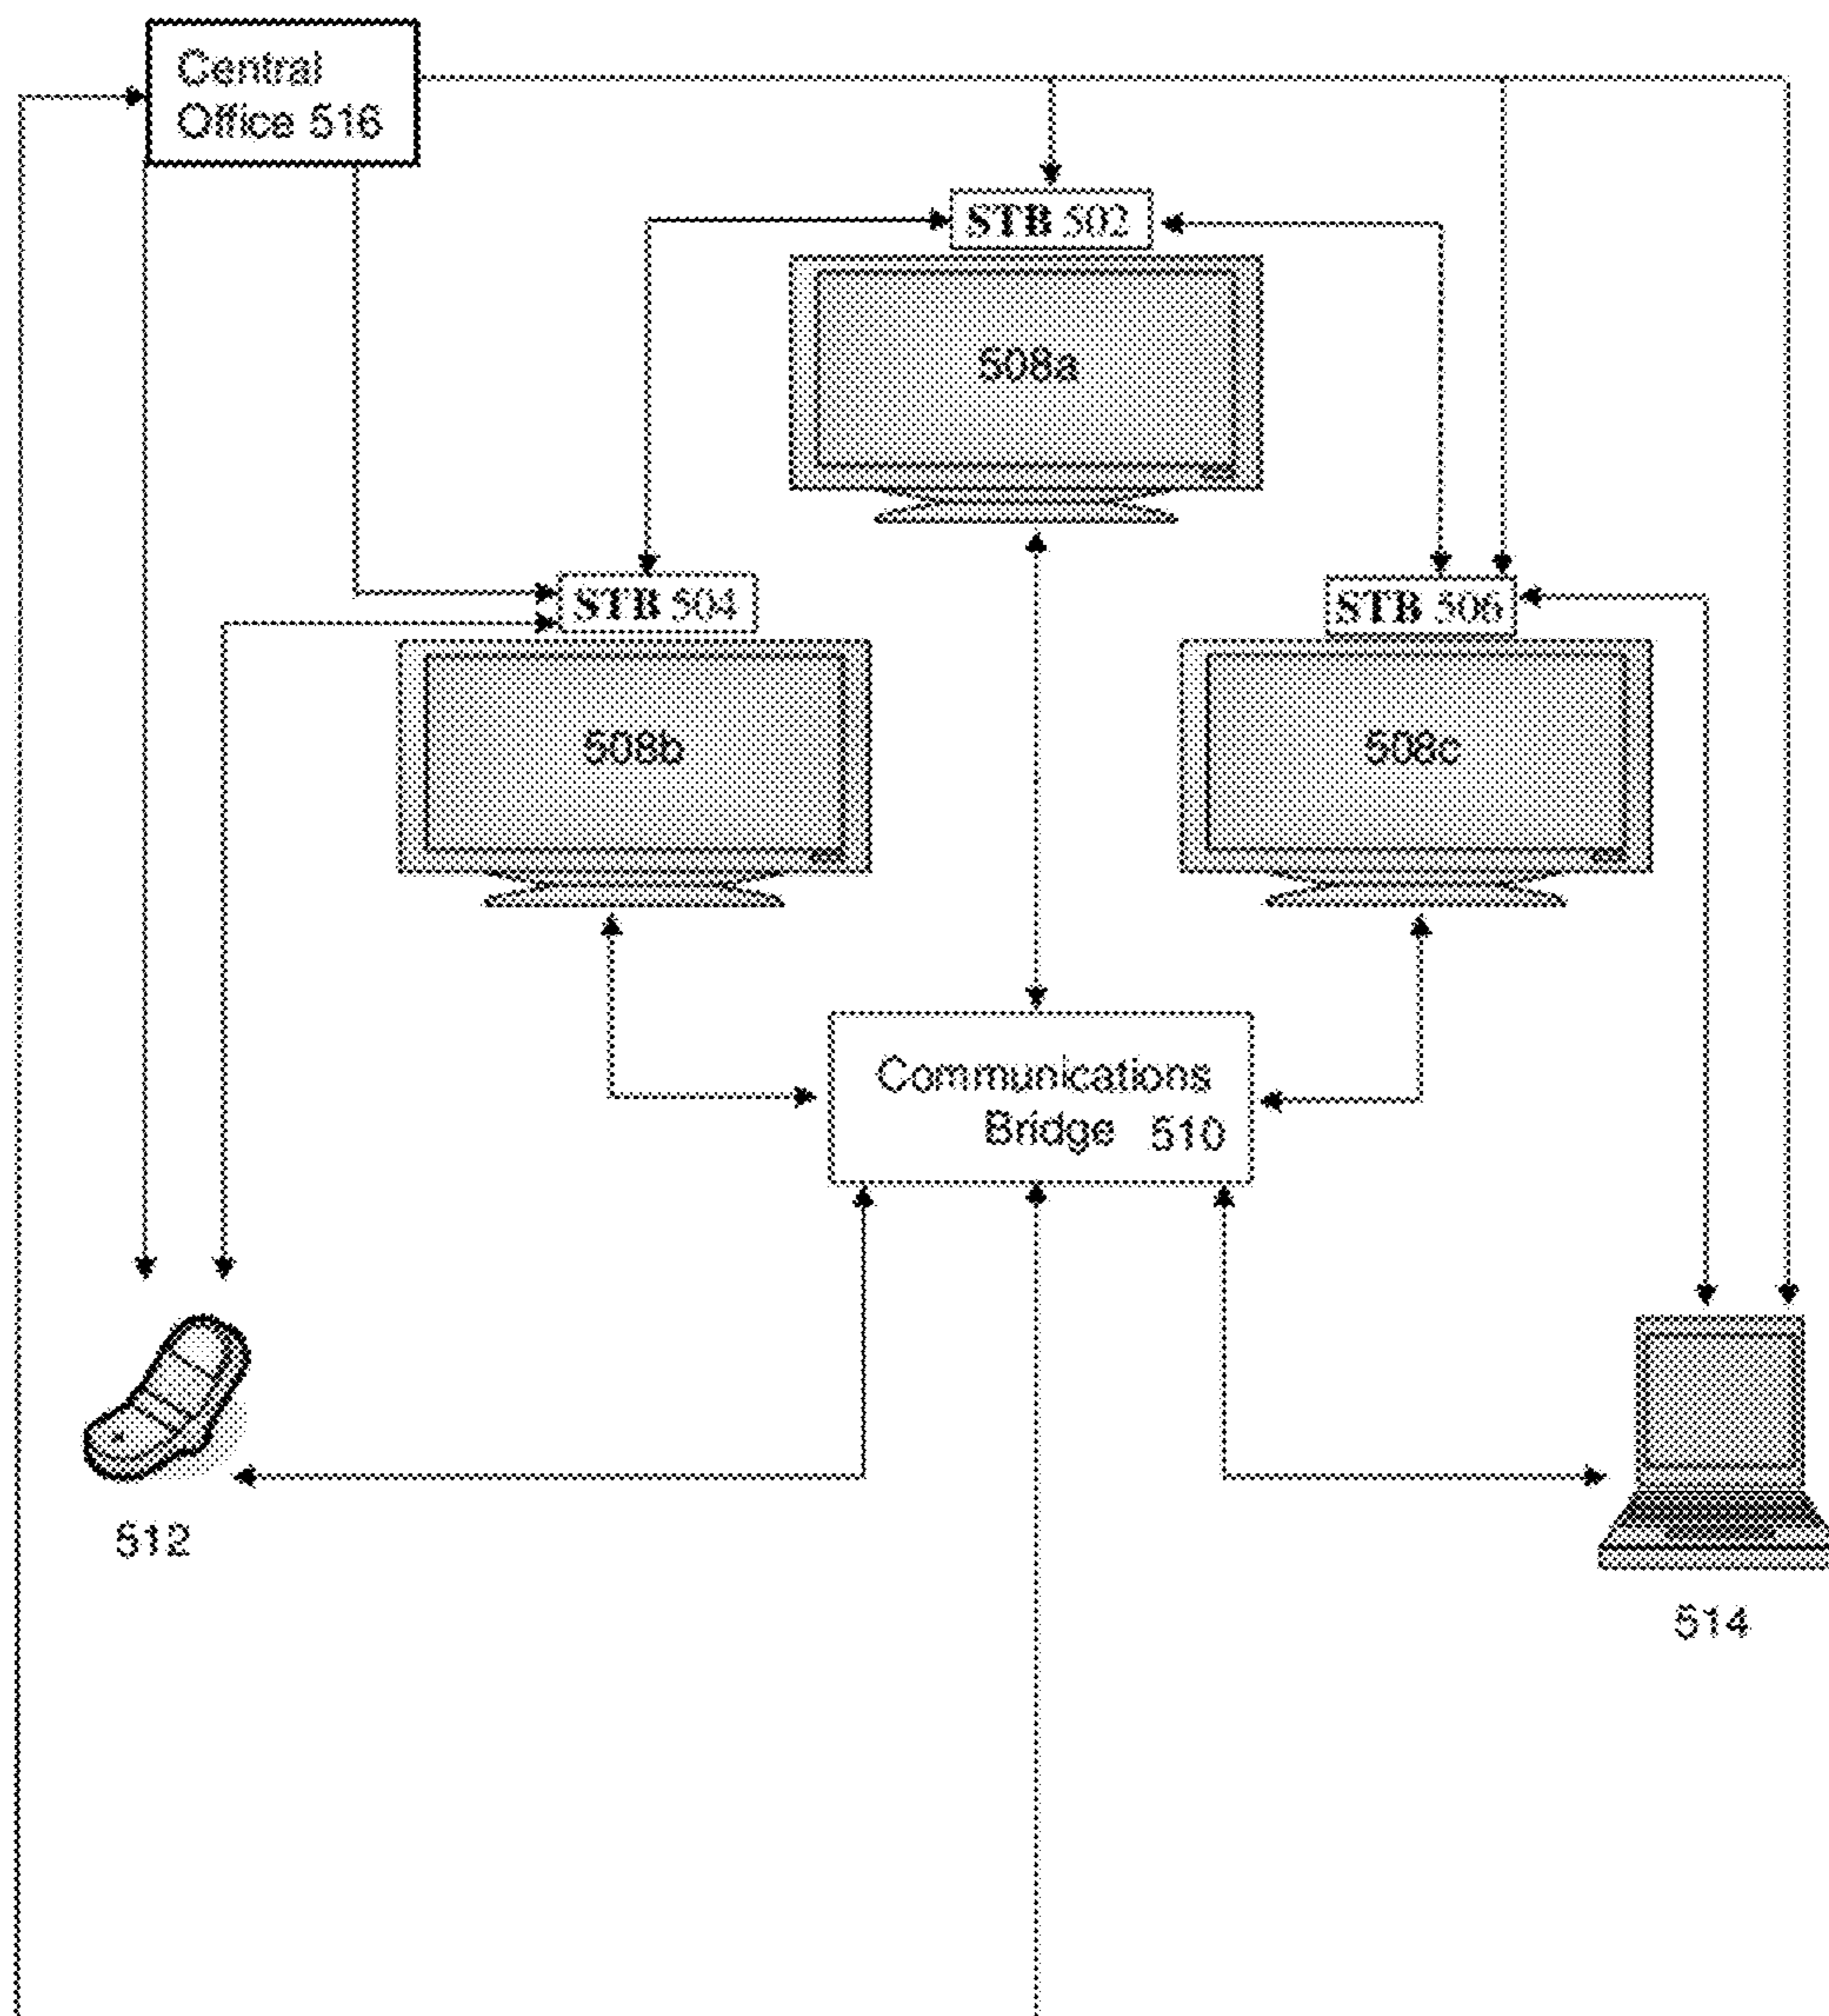 Central
Office 516
STB 502
508a
STB 504
STB 506
508b
508c
Communications
Bridge 510
512
514